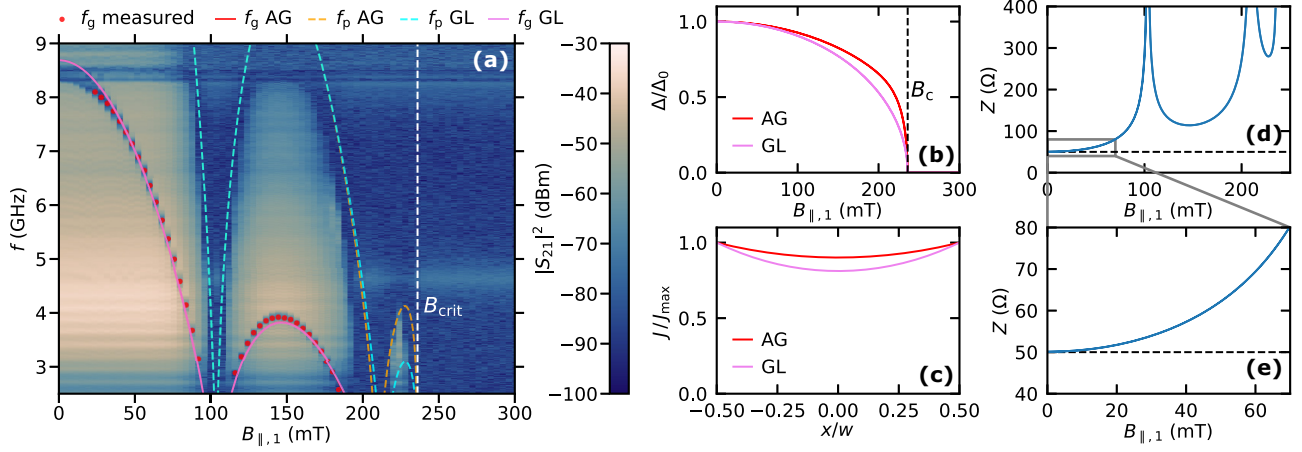 f_g measured f_g AG f_p AG f_p GL f_g GL
(a)
9
8
7
6
5
4
3
f (GHz)
0 50 100 150 200 250 300
B_∥,1 (mT)
B_crit
−30
−40
−50
−60
−70
−80
−90
−100
|S_21|² (dBm)
1.0
0.5
0.0
Δ/Δ_0
AG
GL
B_c
(b)
0 100 200 300
B_∥,1 (mT)
1.0
0.5
0.0
J/J_max
AG
GL
(c)
−0.50 −0.25 0.00 0.25 0.50
x/w
400
300
200
100
0
Z (Ω)
(d)
0 100 200
B_∥,1 (mT)
80
70
60
50
40
Z (Ω)
(e)
0 20 40 60
B_∥,1 (mT)